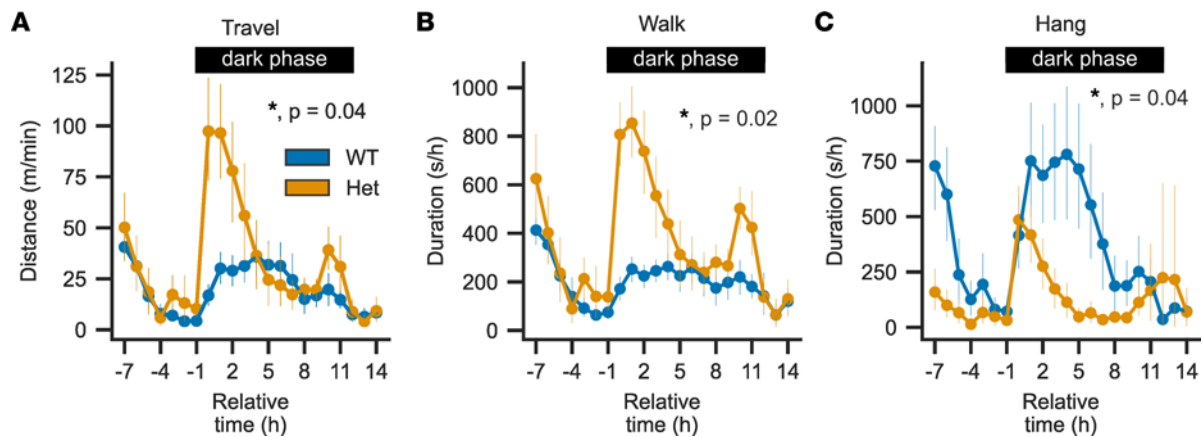 A
Travel
dark phase
*, p = 0.04
WT
Het
Distance (m/min)
125
100
75
50
25
0
-7 -4 -1 2 5 8 11 14
Relative
time (h)
B
Walk
dark phase
*, p = 0.02
Duration (s/h)
1000
800
600
400
200
0
-7 -4 -1 2 5 8 11 14
Relative
time (h)
C
Hang
dark phase
*, p = 0.04
Duration (s/h)
1000
750
500
250
0
-7 -4 -1 2 5 8 11 14
Relative
time (h)